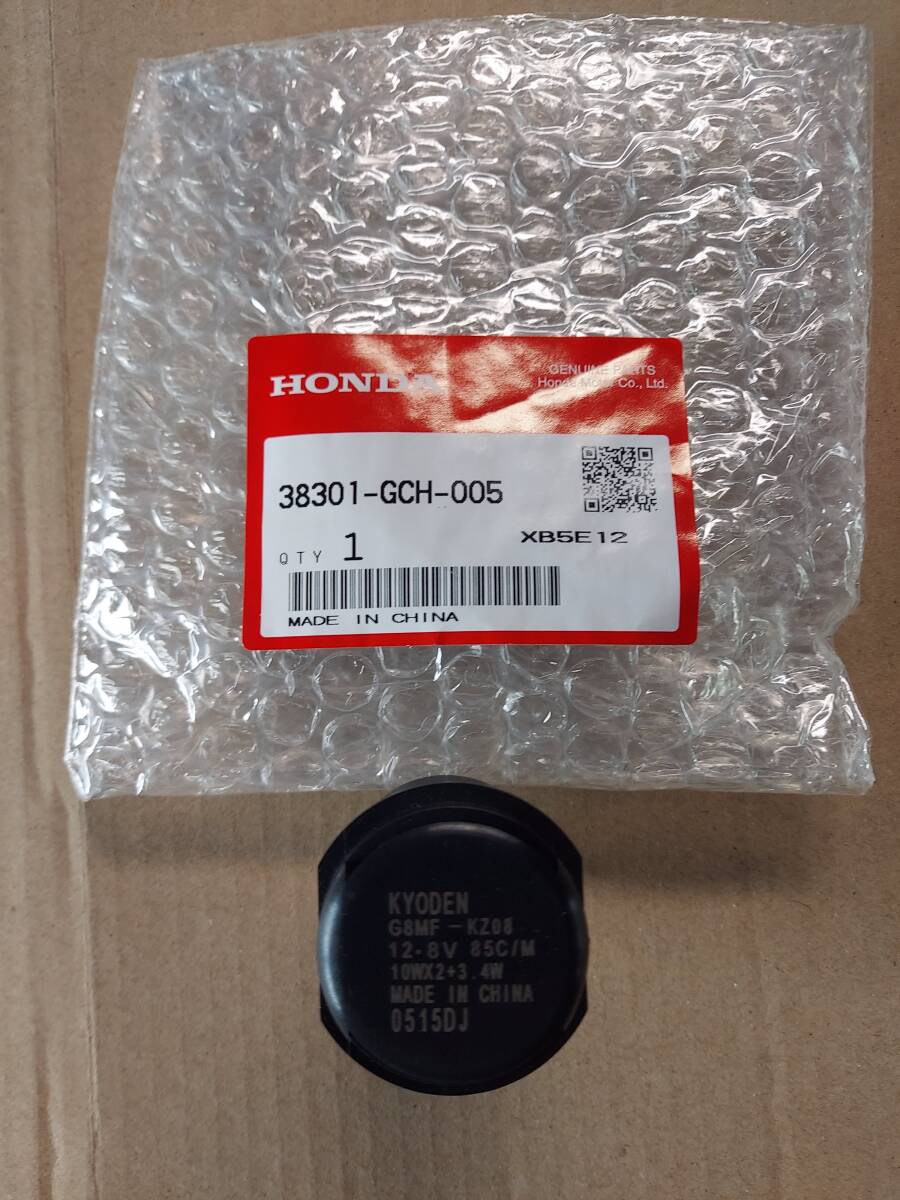 HONDA
GENUINE PARTS
Honda Motor Co., Ltd.
38301-GCH-005
QTY 1
XB5E12
MADE IN CHINA
KYODEN
G8MF-KZ08
12.8V 85C/M
10WX2+3.4W
MADE IN CHINA
0515DJ